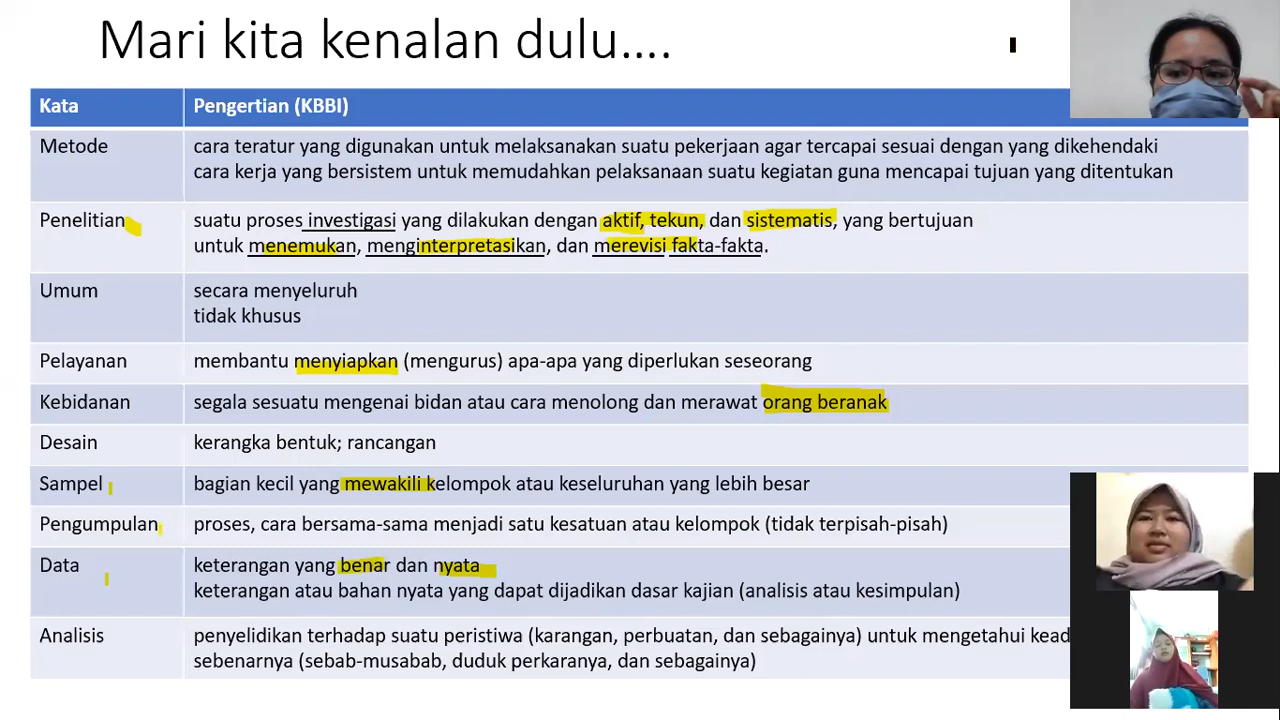 Mari kita kenalan dulu....
Kata Pengertian (KBBI)
Metode cara teratur yang digunakan untuk melaksanakan suatu pekerjaan agar tercapai sesuai dengan yang dikehendaki
cara kerja yang bersistem untuk memudahkan pelaksanaan suatu kegiatan guna mencapai tujuan yang ditentukan
Penelitian suatu proses investigasi yang dilakukan dengan aktif, tekun, dan sistematis, yang bertujuan
untuk menemukan, menginterpretasikan, dan merevisi fakta-fakta.
Umum secara menyeluruh
tidak khusus
Pelayanan membantu menyiapkan (mengurus) apa-apa yang diperlukan seseorang
Kebidanan segala sesuatu mengenai bidan atau cara menolong dan merawat orang beranak
Desain kerangka bentuk; rancangan
Sampel bagian kecil yang mewakili kelompok atau keseluruhan yang lebih besar
Pengumpulan proses, cara bersama-sama menjadi satu kesatuan atau kelompok (tidak terpisah-pisah)
Data keterangan yang benar dan nyata
keterangan atau bahan nyata yang dapat dijadikan dasar kajian (analisis atau kesimpulan)
Analisis penyelidikan terhadap suatu peristiwa (karangan, perbuatan, dan sebagainya) untuk mengetahui
sebenarnya (sebab-musabab, duduk perkaranya, dan sebagainya)